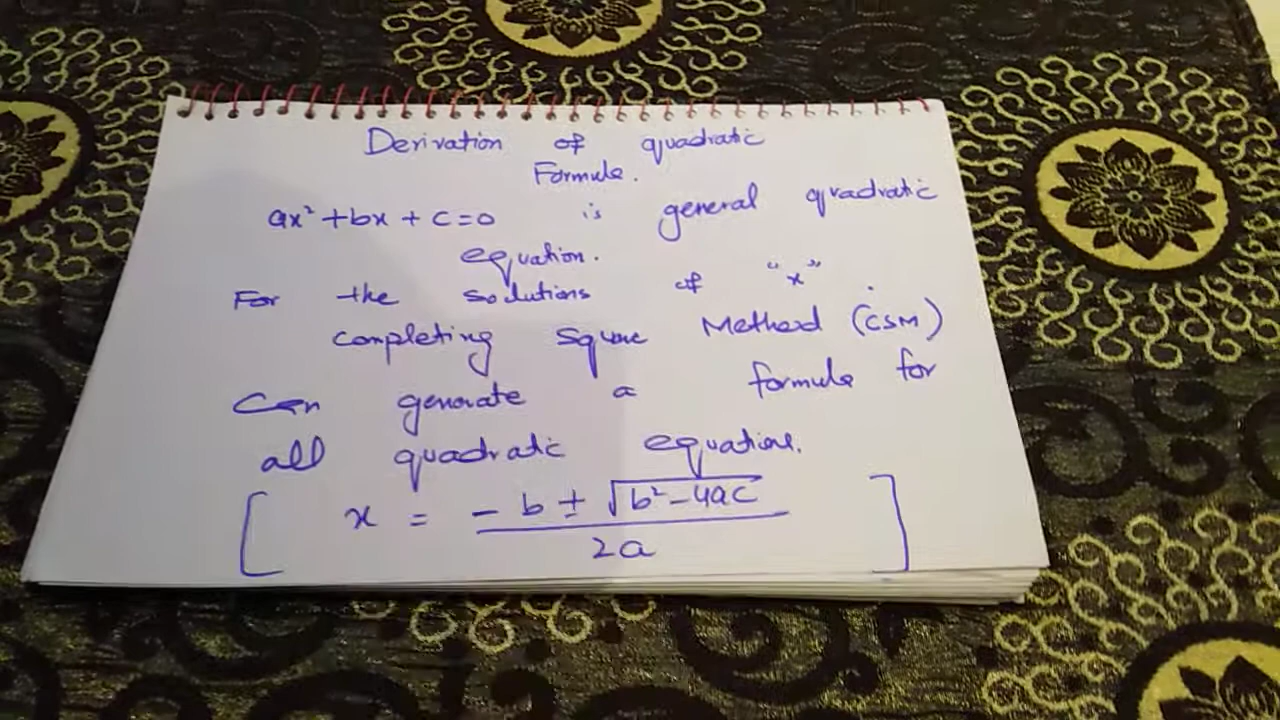 Derivation of quadratic
Formula.
ax² + bx + c = 0 is general quadratic
equation.
For the solutions of "x".
completing square Method (CSM)
Can generate a formula for
all quadratic equations.
[ x = -b ± √b² - 4ac / 2a ]